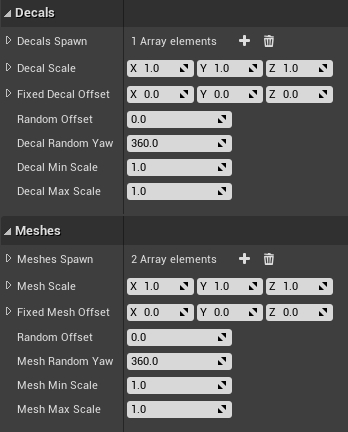 Decals
Decals Spawn 1 Array elements
Decal Scale X 1.0 Y 1.0 Z 1.0
Fixed Decal Offset X 0.0 Y 0.0 Z 0.0
Random Offset 0.0
Decal Random Yaw 360.0
Decal Min Scale 1.0
Decal Max Scale 1.0
Meshes
Meshes Spawn 2 Array elements
Mesh Scale X 1.0 Y 1.0 Z 1.0
Fixed Mesh Offset X 0.0 Y 0.0 Z 0.0
Random Offset 0.0
Mesh Random Yaw 360.0
Mesh Min Scale 1.0
Mesh Max Scale 1.0